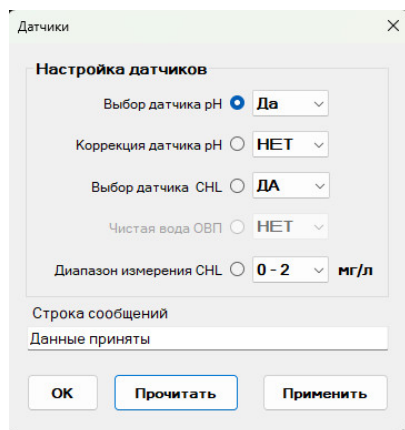 Датчики
Настройка датчиков
Выбор датчика pH Да
Коррекция датчика pH НЕТ
Выбор датчика CHL ДА
Чистая вода ОВП НЕТ
Диапазон измерения CHL 0 - 2 мг/л
Строка сообщений
Данные приняты
ОК Прочитать Применить